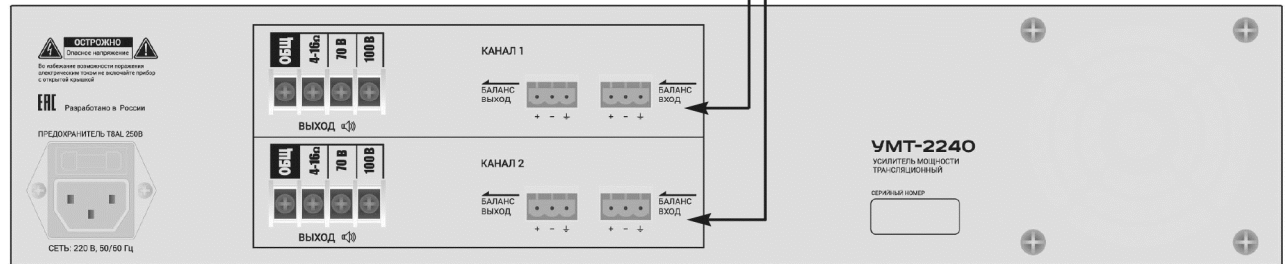 ОСТРОЖНО
Опасное напряжение
Во избежание возможности поражения
электрическим током не включайте прибор
с открытой крышкой
EAC Разработано в России
ПРЕДОХРАНИТЕЛЬ T8AL 250В
СЕТЬ: 220 В, 50/60 Гц
ОБЩ
4-16Ω
70 В
100 В
ВЫХОД
КАНАЛ 1
БАЛАНС
ВЫХОД
+ -
БАЛАНС
ВХОД
+ -
ОБЩ
4-16Ω
70 В
100 В
ВЫХОД
КАНАЛ 2
БАЛАНС
ВЫХОД
+ -
БАЛАНС
ВХОД
+ -
УМТ-2240
УСИЛИТЕЛЬ МОЩНОСТИ
ТРАНСЛЯЦИОННЫЙ
СЕРИЙНЫЙ НОМЕР